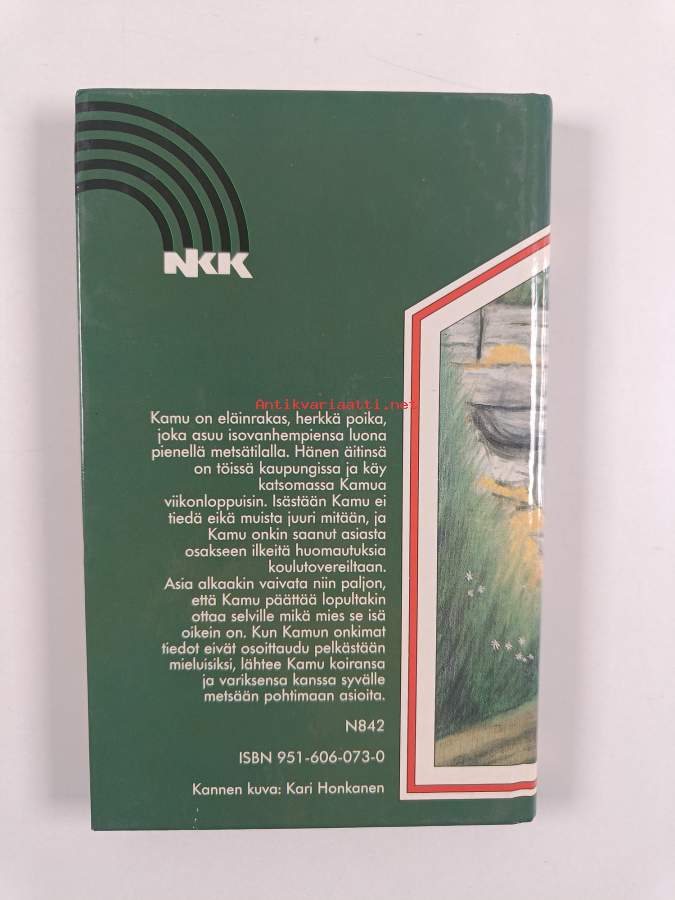 NKK
Antikvariaatti.net
Kamu on eläinrakas, herkkä poika,
joka asuu isovanhempiensa luona
pienellä metsätilalla. Hänen äitinsä
on töissä kaupungissa ja käy
katsomassa Kamua
viikonloppuisin. Isästään Kamu ei
tiedä eikä muista juuri mitään, ja
Kamu onkin saanut asiasta
osakseen ilkeitä huomautuksia
koulutovereiltaan.
Asia alkaakin vaivata niin paljon,
että Kamu päättää lopultakin
ottaa selville mikä mies se isä
oikein on. Kun Kamun onkimat
tiedot eivät osoittaudu pelkästään
mieluisiksi, lähtee Kamu koiransa
ja variksensa kanssa syvälle
metsään pohtimaan asioita.
N842
ISBN 951-606-073-0
Kannen kuva: Kari Honkanen